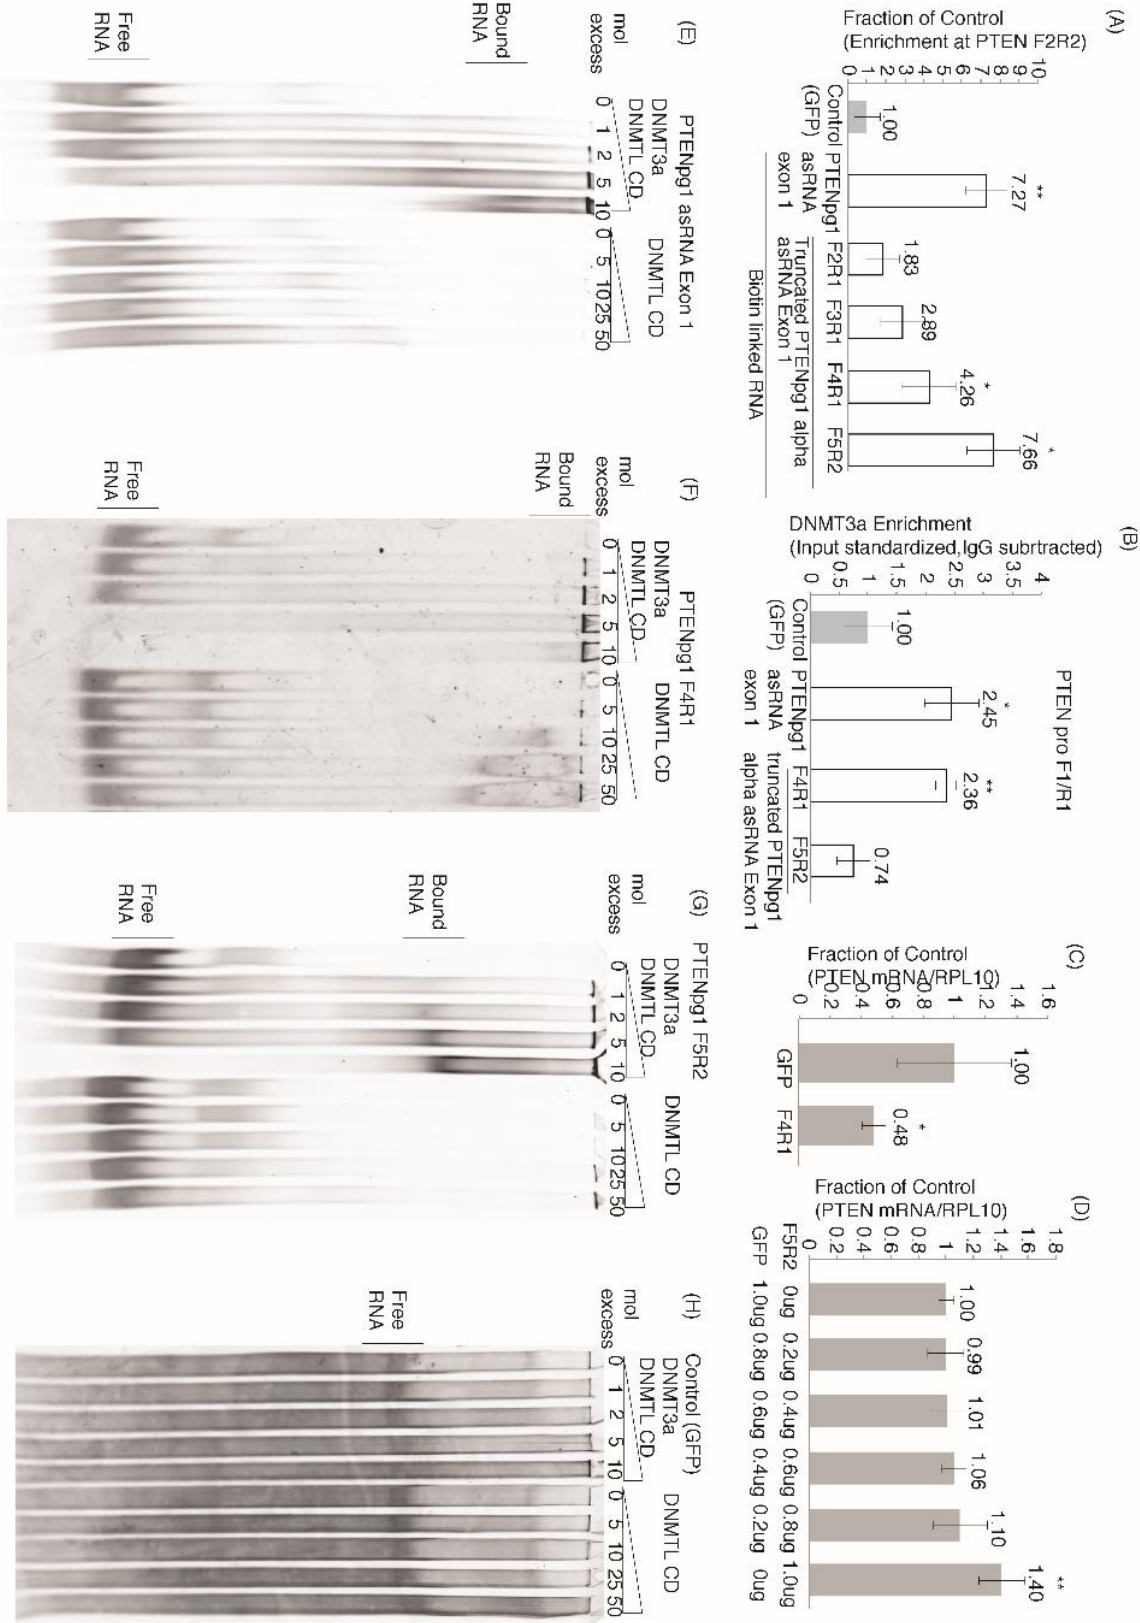 (A)
Fraction of Control
(Enrichment at PTEN F2R2)
10
9
8
7
6
5
4
3
2
1
0
1.00
**
7.27
1.83
2.89
*
4.26
*
7.66
Control
(GFP)
PTENpg1
asRNA
exon 1
F2R1
F3R1
F4R1
F5R2
Truncated PTENpg1 alpha
asRNA Exon 1
Biotin linked RNA
(B)
PTEN pro F1/R1
DNMT3a Enrichment
(Input standardized,IgG subrtracted)
4
3.5
3
2.5
2
1.5
1
0.5
0
1.00
*
2.45
**
2.36
0.74
Control
(GFP)
PTENpg1
asRNA
exon 1
F4R1
F5R2
truncated PTENpg1
alpha asRNA Exon 1
(C)
Fraction of Control
(PTEN mRNA/RPL10)
1.6
1.4
1.2
1
0.8
0.6
0.4
0.2
0
1.00
*
0.48
GFP
F4R1
(D)
Fraction of Control
(PTEN mRNA/RPL10)
1.8
1.6
1.4
1.2
1
0.8
0.6
0.4
0.2
0
1.00
0.99
1.01
1.06
1.10
**
1.40
F5R2 0ug 0.2ug 0.4ug 0.6ug 0.8ug 1.0ug
GFP 1.0ug 0.8ug 0.6ug 0.4ug 0.2ug 0ug
(E)
PTENpg1 asRNA Exon 1
DNMT3a
DNMTL CD
DNMTL CD
mol
excess
0 1 2 5 10 0 5 10 25 50
Bound
RNA
Free
RNA
(F)
PTENpg1 F4R1
DNMT3a
DNMTL CD
DNMTL CD
mol
excess
0 1 2 5 10 0 5 10 25 50
Bound
RNA
Free
RNA
(G)
PTENpg1 F5R2
DNMT3a
DNMTL CD
DNMTL CD
mol
excess
0 1 2 5 10 0 5 10 25 50
Bound
RNA
Free
RNA
(H)
Control (GFP)
DNMT3a
DNMTL CD
DNMTL CD
mol
excess
0 1 2 5 10 0 5 10 25 50
Free
RNA